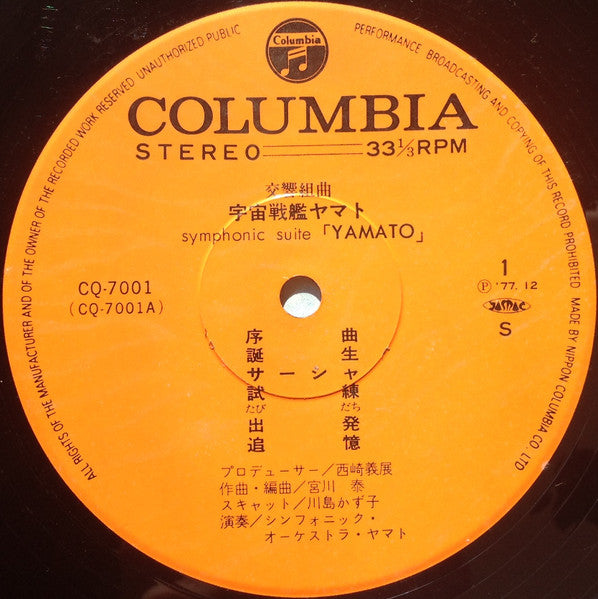 ALL RIGHTS OF THE MANUFACTURER AND OF THE OWNER OF THE RECORDED WORK RESERVED UNAUTHORIZED PUBLIC PERFORMANCE BROADCASTING AND COPYING OF THIS RECORD PROHIBITED MADE BY NIPPON COLUMBIA CO. LTD
Columbia
COLUMBIA
STEREO 33⅓RPM
交響組曲
宇宙戦艦ヤマト
symphonic suite「YAMATO」
CQ-7001
(CQ-7001A)
1
Ⓟ '77. 12
JASRAC
S
序曲
誕生
サーシャ
試練
出発
たびだち
追憶
プロデューサー/西崎義展
作曲・編曲/宮川 泰
スキャット/川島かず子
演奏/シンフォニック・
オーケストラ・ヤマト